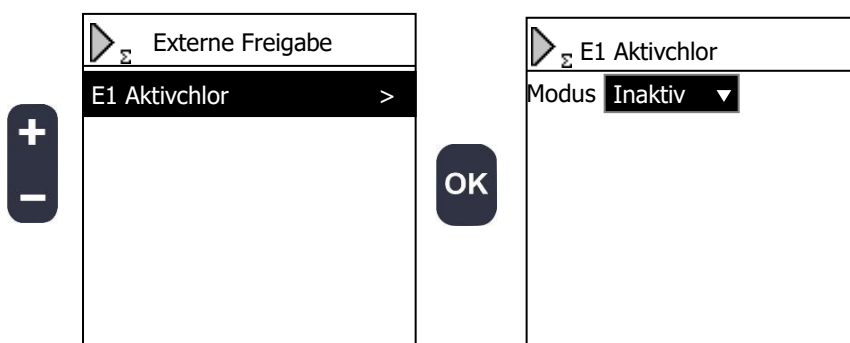 Σ Externe Freigabe
E1 Aktivchlor >
+
−
OK
Σ E1 Aktivchlor
Modus Inaktiv ▼